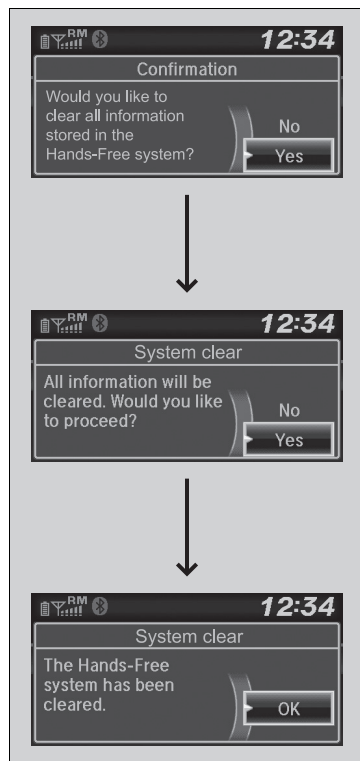 RM 12:34
Confirmation
Would you like to
clear all information
stored in the
Hands-Free system?
No
Yes
RM 12:34
System clear
All information will be
cleared. Would you like
to proceed?
No
Yes
RM 12:34
System clear
The Hands-Free
system has been
cleared.
OK